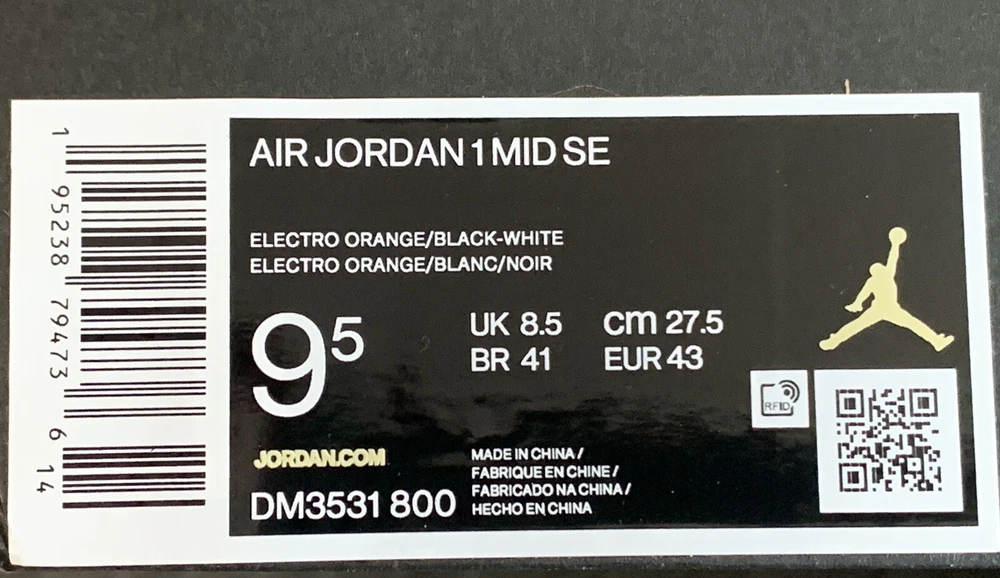 AIR JORDAN 1 MID SE
ELECTRO ORANGE/BLACK-WHITE
ELECTRO ORANGE/BLANC/NOIR
9 5
UK 8.5 cm 27.5
BR 41 EUR 43
RFID
JORDAN.COM
DM3531 800
MADE IN CHINA /
FABRIQUE EN CHINE /
FABRICADO NA CHINA /
HECHO EN CHINA
1 95238 79473 6 14